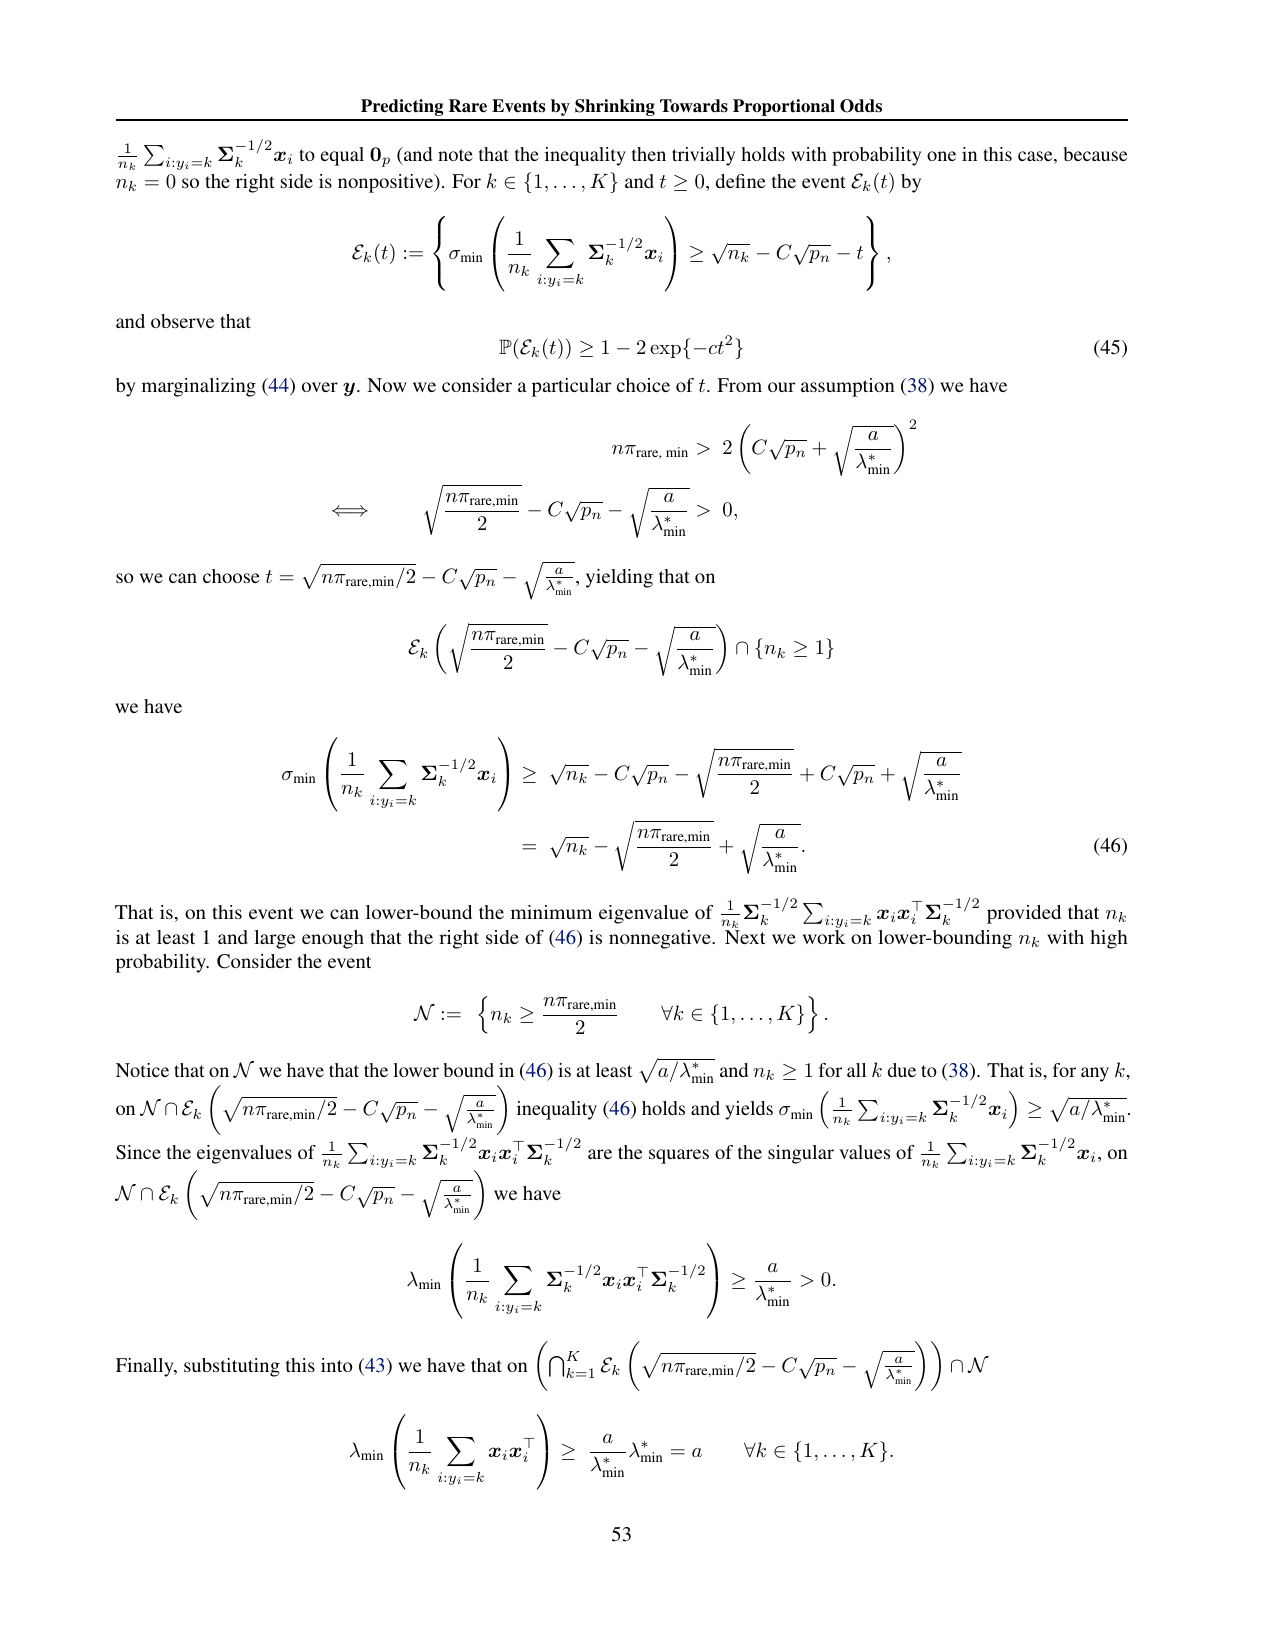 Predicting Rare Events by Shrinking Towards Proportional Odds
$\frac{1}{n_k} \sum_{i:y_i=k} \boldsymbol{\Sigma}_k^{-1/2} \boldsymbol{x}_i$ to equal $\mathbf{0}_p$ (and note that the inequality then trivially holds with probability one in this case, because
$n_k = 0$ so the right side is nonpositive). For $k \in \{1, \ldots, K\}$ and $t \geq 0$, define the event $\mathcal{E}_k(t)$ by
$\mathcal{E}_k(t) := \left\{ \sigma_{\text{min}} \left( \frac{1}{n_k} \sum_{i:y_i=k} \boldsymbol{\Sigma}_k^{-1/2} \boldsymbol{x}_i \right) \geq \sqrt{n_k} - C\sqrt{p_n} - t \right\},$
and observe that
$\mathbb{P}(\mathcal{E}_k(t)) \geq 1 - 2\exp\{-ct^2\}$ (45)
by marginalizing (44) over $\boldsymbol{y}$. Now we consider a particular choice of $t$. From our assumption (38) we have
$n\pi_{\text{rare, min}} > 2\left( C\sqrt{p_n} + \sqrt{\frac{a}{\lambda^*_{\text{min}}}} \right)^2$
$\iff \sqrt{\frac{n\pi_{\text{rare,min}}}{2}} - C\sqrt{p_n} - \sqrt{\frac{a}{\lambda^*_{\text{min}}}} > 0,$
so we can choose $t = \sqrt{n\pi_{\text{rare,min}}/2} - C\sqrt{p_n} - \sqrt{\frac{a}{\lambda^*_{\text{min}}}}$, yielding that on
$\mathcal{E}_k \left( \sqrt{\frac{n\pi_{\text{rare,min}}}{2}} - C\sqrt{p_n} - \sqrt{\frac{a}{\lambda^*_{\text{min}}}} \right) \cap \{n_k \geq 1\}$
we have
$\sigma_{\text{min}} \left( \frac{1}{n_k} \sum_{i:y_i=k} \boldsymbol{\Sigma}_k^{-1/2} \boldsymbol{x}_i \right) \geq \sqrt{n_k} - C\sqrt{p_n} - \sqrt{\frac{n\pi_{\text{rare,min}}}{2}} + C\sqrt{p_n} + \sqrt{\frac{a}{\lambda^*_{\text{min}}}}$
$= \sqrt{n_k} - \sqrt{\frac{n\pi_{\text{rare,min}}}{2}} + \sqrt{\frac{a}{\lambda^*_{\text{min}}}}.$ (46)
That is, on this event we can lower-bound the minimum eigenvalue of $\frac{1}{n_k} \boldsymbol{\Sigma}_k^{-1/2} \sum_{i:y_i=k} \boldsymbol{x}_i \boldsymbol{x}_i^\top \boldsymbol{\Sigma}_k^{-1/2}$ provided that $n_k$
is at least 1 and large enough that the right side of (46) is nonnegative. Next we work on lower-bounding $n_k$ with high
probability. Consider the event
$\mathcal{N} := \left\{ n_k \geq \frac{n\pi_{\text{rare,min}}}{2} \quad \forall k \in \{1, \ldots, K\} \right\}.$
Notice that on $\mathcal{N}$ we have that the lower bound in (46) is at least $\sqrt{a/\lambda^*_{\text{min}}}$ and $n_k \geq 1$ for all $k$ due to (38). That is, for any $k$,
on $\mathcal{N} \cap \mathcal{E}_k \left( \sqrt{n\pi_{\text{rare,min}}/2} - C\sqrt{p_n} - \sqrt{\frac{a}{\lambda^*_{\text{min}}}} \right)$ inequality (46) holds and yields $\sigma_{\text{min}} \left( \frac{1}{n_k} \sum_{i:y_i=k} \boldsymbol{\Sigma}_k^{-1/2} \boldsymbol{x}_i \right) \geq \sqrt{a/\lambda^*_{\text{min}}}.$
Since the eigenvalues of $\frac{1}{n_k} \sum_{i:y_i=k} \boldsymbol{\Sigma}_k^{-1/2} \boldsymbol{x}_i \boldsymbol{x}_i^\top \boldsymbol{\Sigma}_k^{-1/2}$ are the squares of the singular values of $\frac{1}{n_k} \sum_{i:y_i=k} \boldsymbol{\Sigma}_k^{-1/2} \boldsymbol{x}_i$, on
$\mathcal{N} \cap \mathcal{E}_k \left( \sqrt{n\pi_{\text{rare,min}}/2} - C\sqrt{p_n} - \sqrt{\frac{a}{\lambda^*_{\text{min}}}} \right)$ we have
$\lambda_{\text{min}} \left( \frac{1}{n_k} \sum_{i:y_i=k} \boldsymbol{\Sigma}_k^{-1/2} \boldsymbol{x}_i \boldsymbol{x}_i^\top \boldsymbol{\Sigma}_k^{-1/2} \right) \geq \frac{a}{\lambda^*_{\text{min}}} > 0.$
Finally, substituting this into (43) we have that on $\left( \bigcap_{k=1}^K \mathcal{E}_k \left( \sqrt{n\pi_{\text{rare,min}}/2} - C\sqrt{p_n} - \sqrt{\frac{a}{\lambda^*_{\text{min}}}} \right) \right) \cap \mathcal{N}$
$\lambda_{\text{min}} \left( \frac{1}{n_k} \sum_{i:y_i=k} \boldsymbol{x}_i \boldsymbol{x}_i^\top \right) \geq \frac{a}{\lambda^*_{\text{min}}} \lambda^*_{\text{min}} = a \quad \forall k \in \{1, \ldots, K\}.$
53